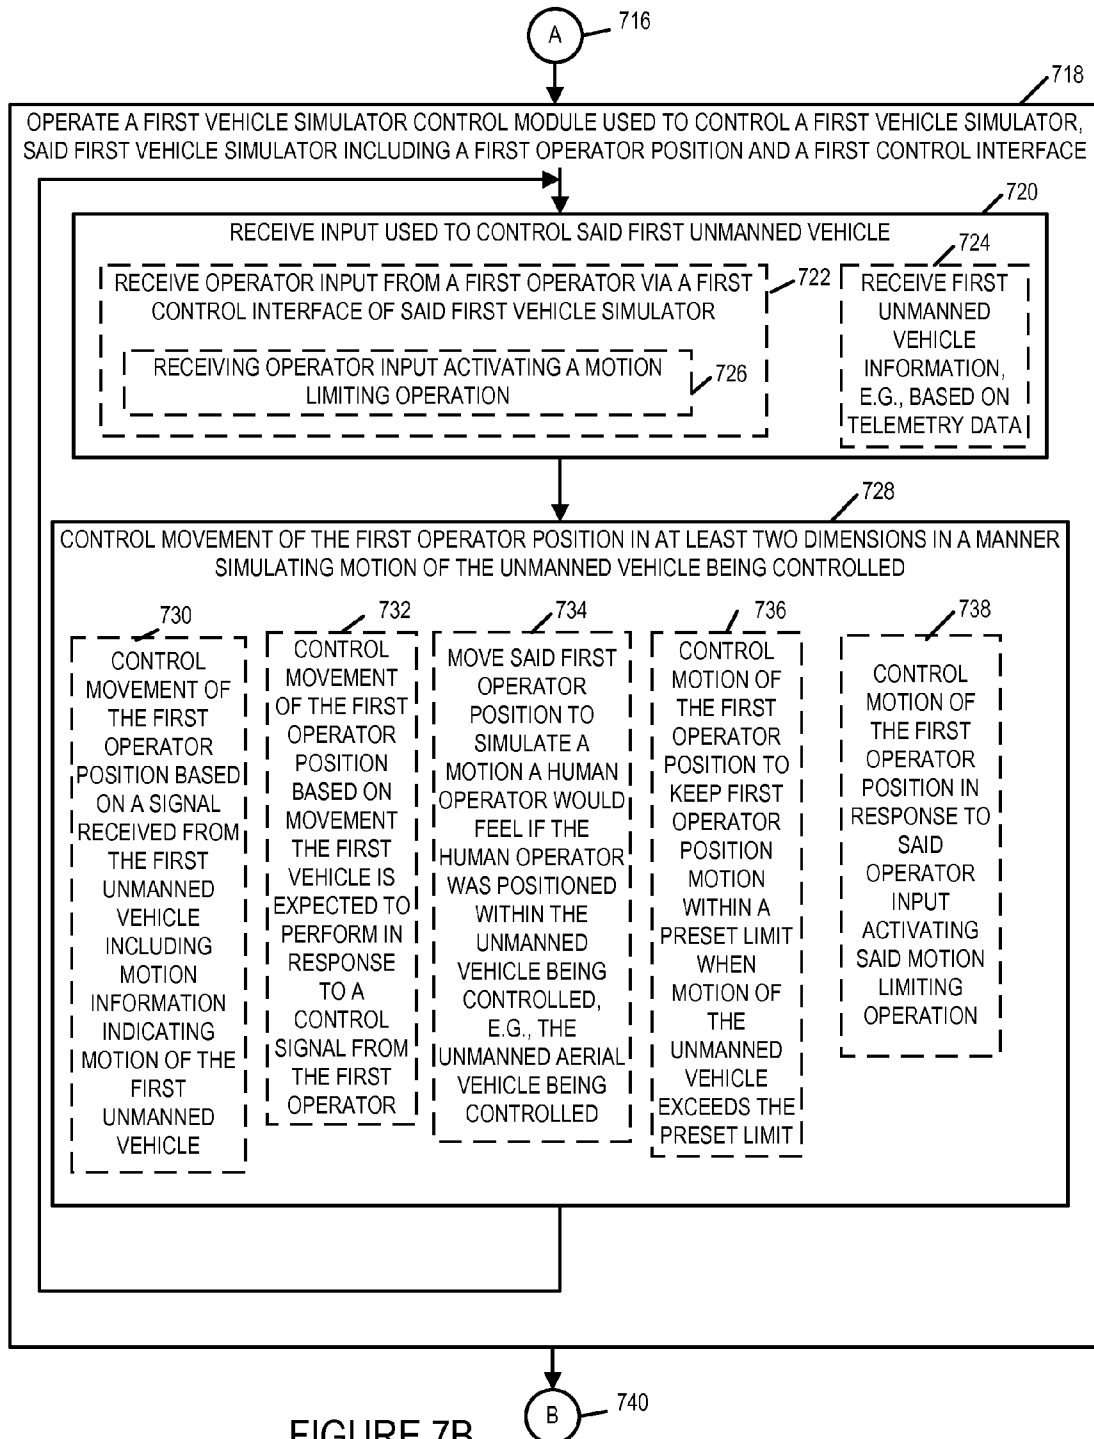 A
716
718
OPERATE A FIRST VEHICLE SIMULATOR CONTROL MODULE USED TO CONTROL A FIRST VEHICLE SIMULATOR,
SAID FIRST VEHICLE SIMULATOR INCLUDING A FIRST OPERATOR POSITION AND A FIRST CONTROL INTERFACE
720
RECEIVE INPUT USED TO CONTROL SAID FIRST UNMANNED VEHICLE
722
RECEIVE OPERATOR INPUT FROM A FIRST OPERATOR VIA A FIRST
CONTROL INTERFACE OF SAID FIRST VEHICLE SIMULATOR
726
RECEIVING OPERATOR INPUT ACTIVATING A MOTION
LIMITING OPERATION
724
RECEIVE FIRST
UNMANNED
VEHICLE
INFORMATION,
E.G., BASED ON
TELEMETRY DATA
728
CONTROL MOVEMENT OF THE FIRST OPERATOR POSITION IN AT LEAST TWO DIMENSIONS IN A MANNER
SIMULATING MOTION OF THE UNMANNED VEHICLE BEING CONTROLLED
730
CONTROL
MOVEMENT OF
THE FIRST
OPERATOR
POSITION BASED
ON A SIGNAL
RECEIVED FROM
THE FIRST
UNMANNED
VEHICLE
INCLUDING
MOTION
INFORMATION
INDICATING
MOTION OF THE
FIRST
UNMANNED
VEHICLE
732
CONTROL
MOVEMENT
OF THE FIRST
OPERATOR
POSITION
BASED ON
MOVEMENT
THE FIRST
VEHICLE IS
EXPECTED TO
PERFORM IN
RESPONSE
TO A
CONTROL
SIGNAL FROM
THE FIRST
OPERATOR
734
MOVE SAID FIRST
OPERATOR
POSITION TO
SIMULATE A
MOTION A HUMAN
OPERATOR WOULD
FEEL IF THE
HUMAN OPERATOR
WAS POSITIONED
WITHIN THE
UNMANNED
VEHICLE BEING
CONTROLLED,
E.G., THE
UNMANNED AERIAL
VEHICLE BEING
CONTROLLED
736
CONTROL
MOTION OF
THE FIRST
OPERATOR
POSITION TO
KEEP FIRST
OPERATOR
POSITION
MOTION
WITHIN A
PRESET LIMIT
WHEN
MOTION OF
THE
UNMANNED
VEHICLE
EXCEEDS THE
PRESET LIMIT
738
CONTROL
MOTION OF
THE FIRST
OPERATOR
POSITION IN
RESPONSE TO
SAID
OPERATOR
INPUT
ACTIVATING
SAID MOTION
LIMITING
OPERATION
B
740
FIGURE 7B